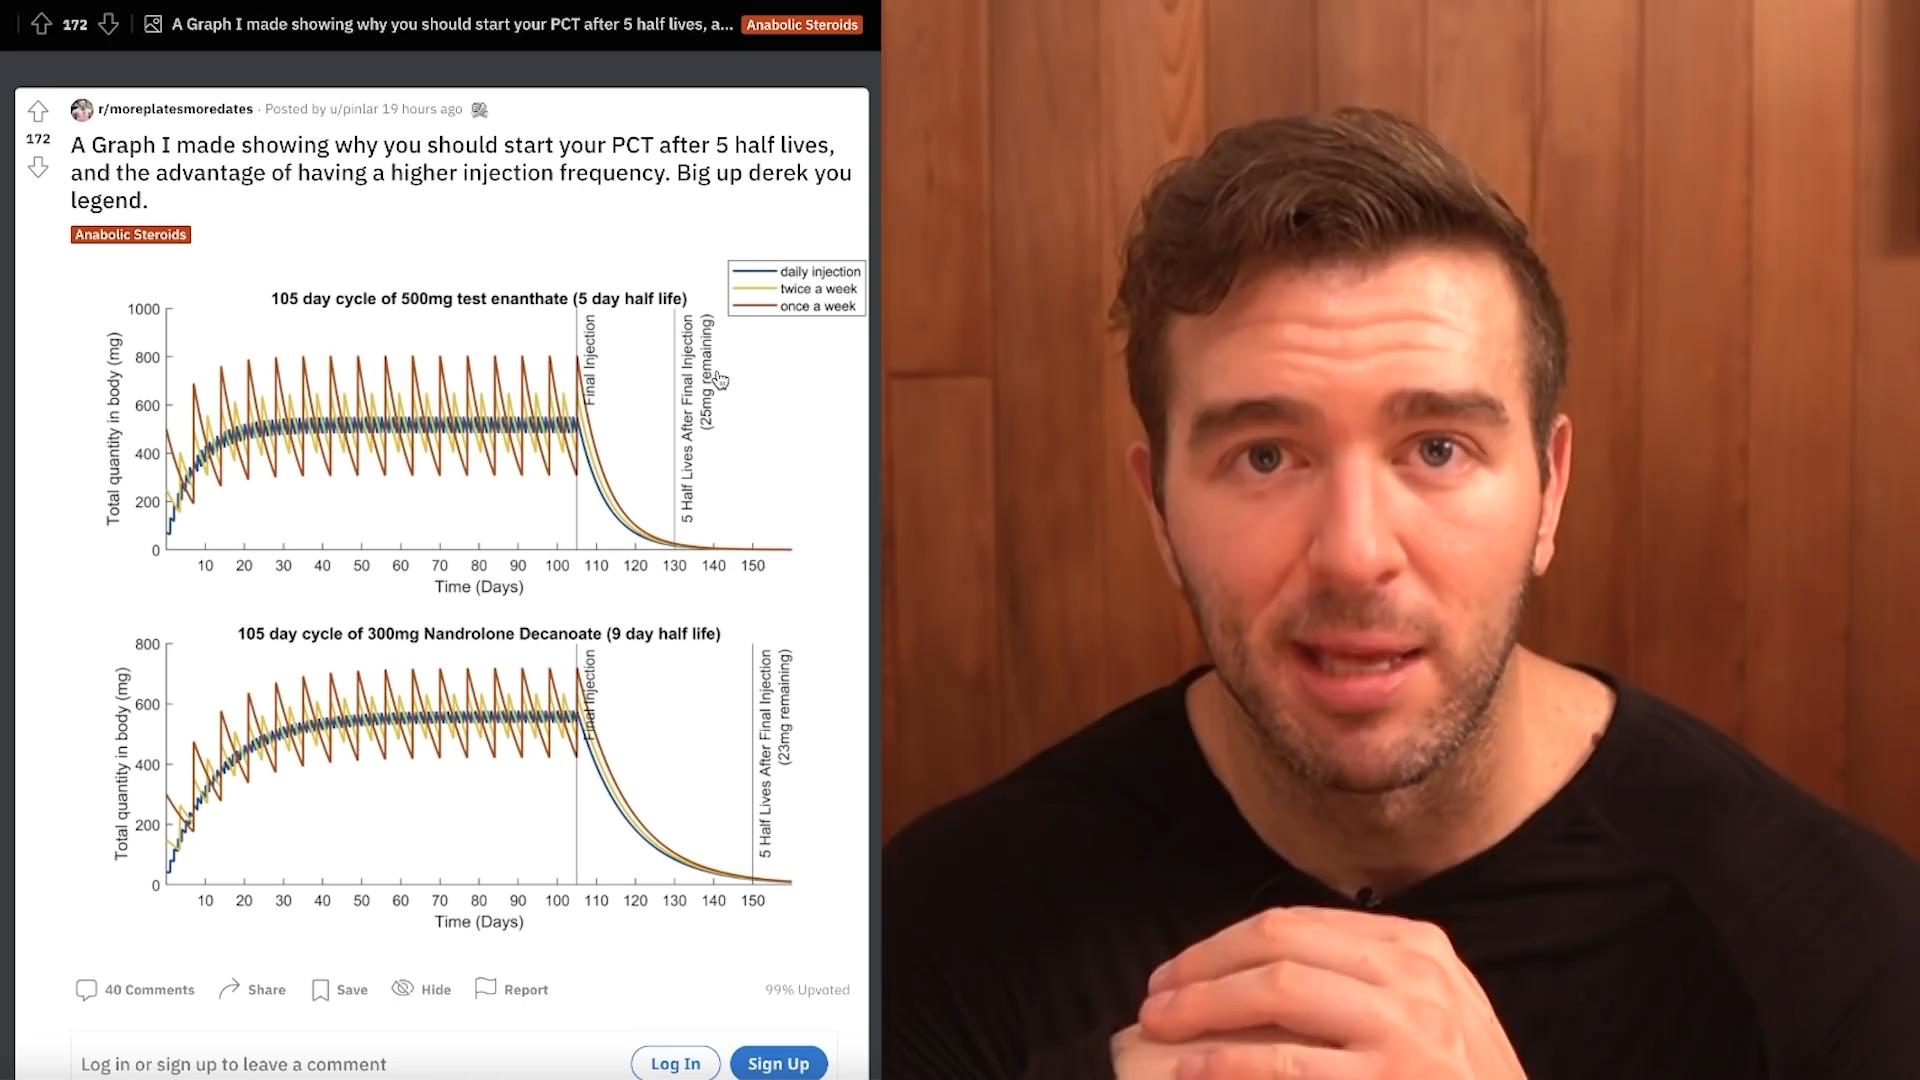 172 A Graph I made showing why you should start your PCT after 5 half lives, a... Anabolic Steroids
r/moreplatesmoredates · Posted by u/pinlar 19 hours ago
172
A Graph I made showing why you should start your PCT after 5 half lives,
and the advantage of having a higher injection frequency. Big up derek you
legend.
Anabolic Steroids
daily injection
twice a week
once a week
105 day cycle of 500mg test enanthate (5 day half life)
Total quantity in body (mg)
1000
800
600
400
200
0
Final Injection
5 Half Lives After Final Injection
(25mg remaining)
10 20 30 40 50 60 70 80 90 100 110 120 130 140 150
Time (Days)
105 day cycle of 300mg Nandrolone Decanoate (9 day half life)
Total quantity in body (mg)
800
600
400
200
0
Final Injection
5 Half Lives After Final Injection
(23mg remaining)
10 20 30 40 50 60 70 80 90 100 110 120 130 140 150
Time (Days)
40 Comments Share Save Hide Report 99% Upvoted
Log in or sign up to leave a comment Log In Sign Up